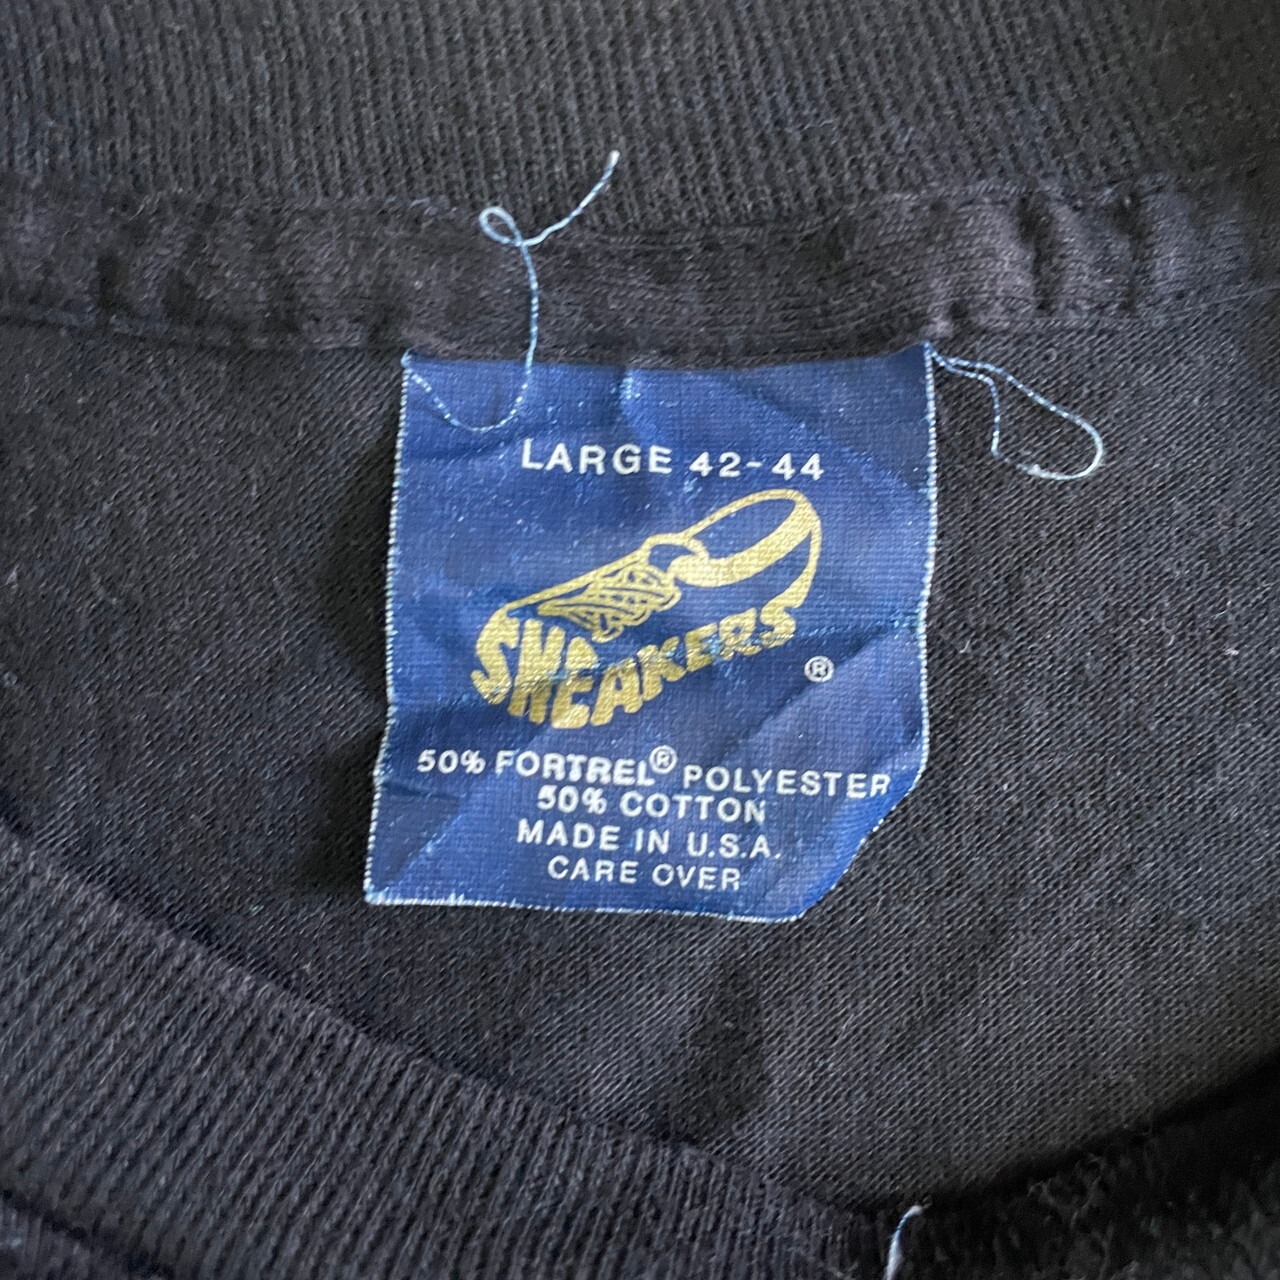 LARGE 42-44
SNEAKERS ®
50% FORTREL® POLYESTER
50% COTTON
MADE IN U.S.A.
CARE OVER